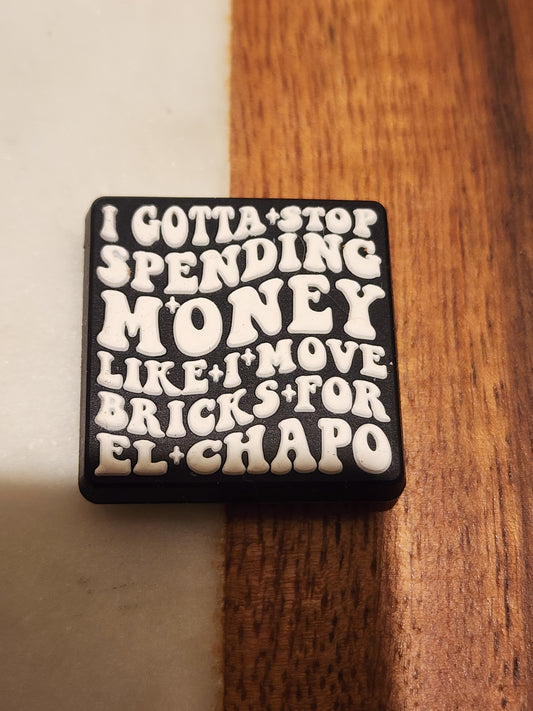 I GOTTA STOP
SPENDING
MONEY
LIKE I MOVE
BRICKS FOR
EL CHAPO